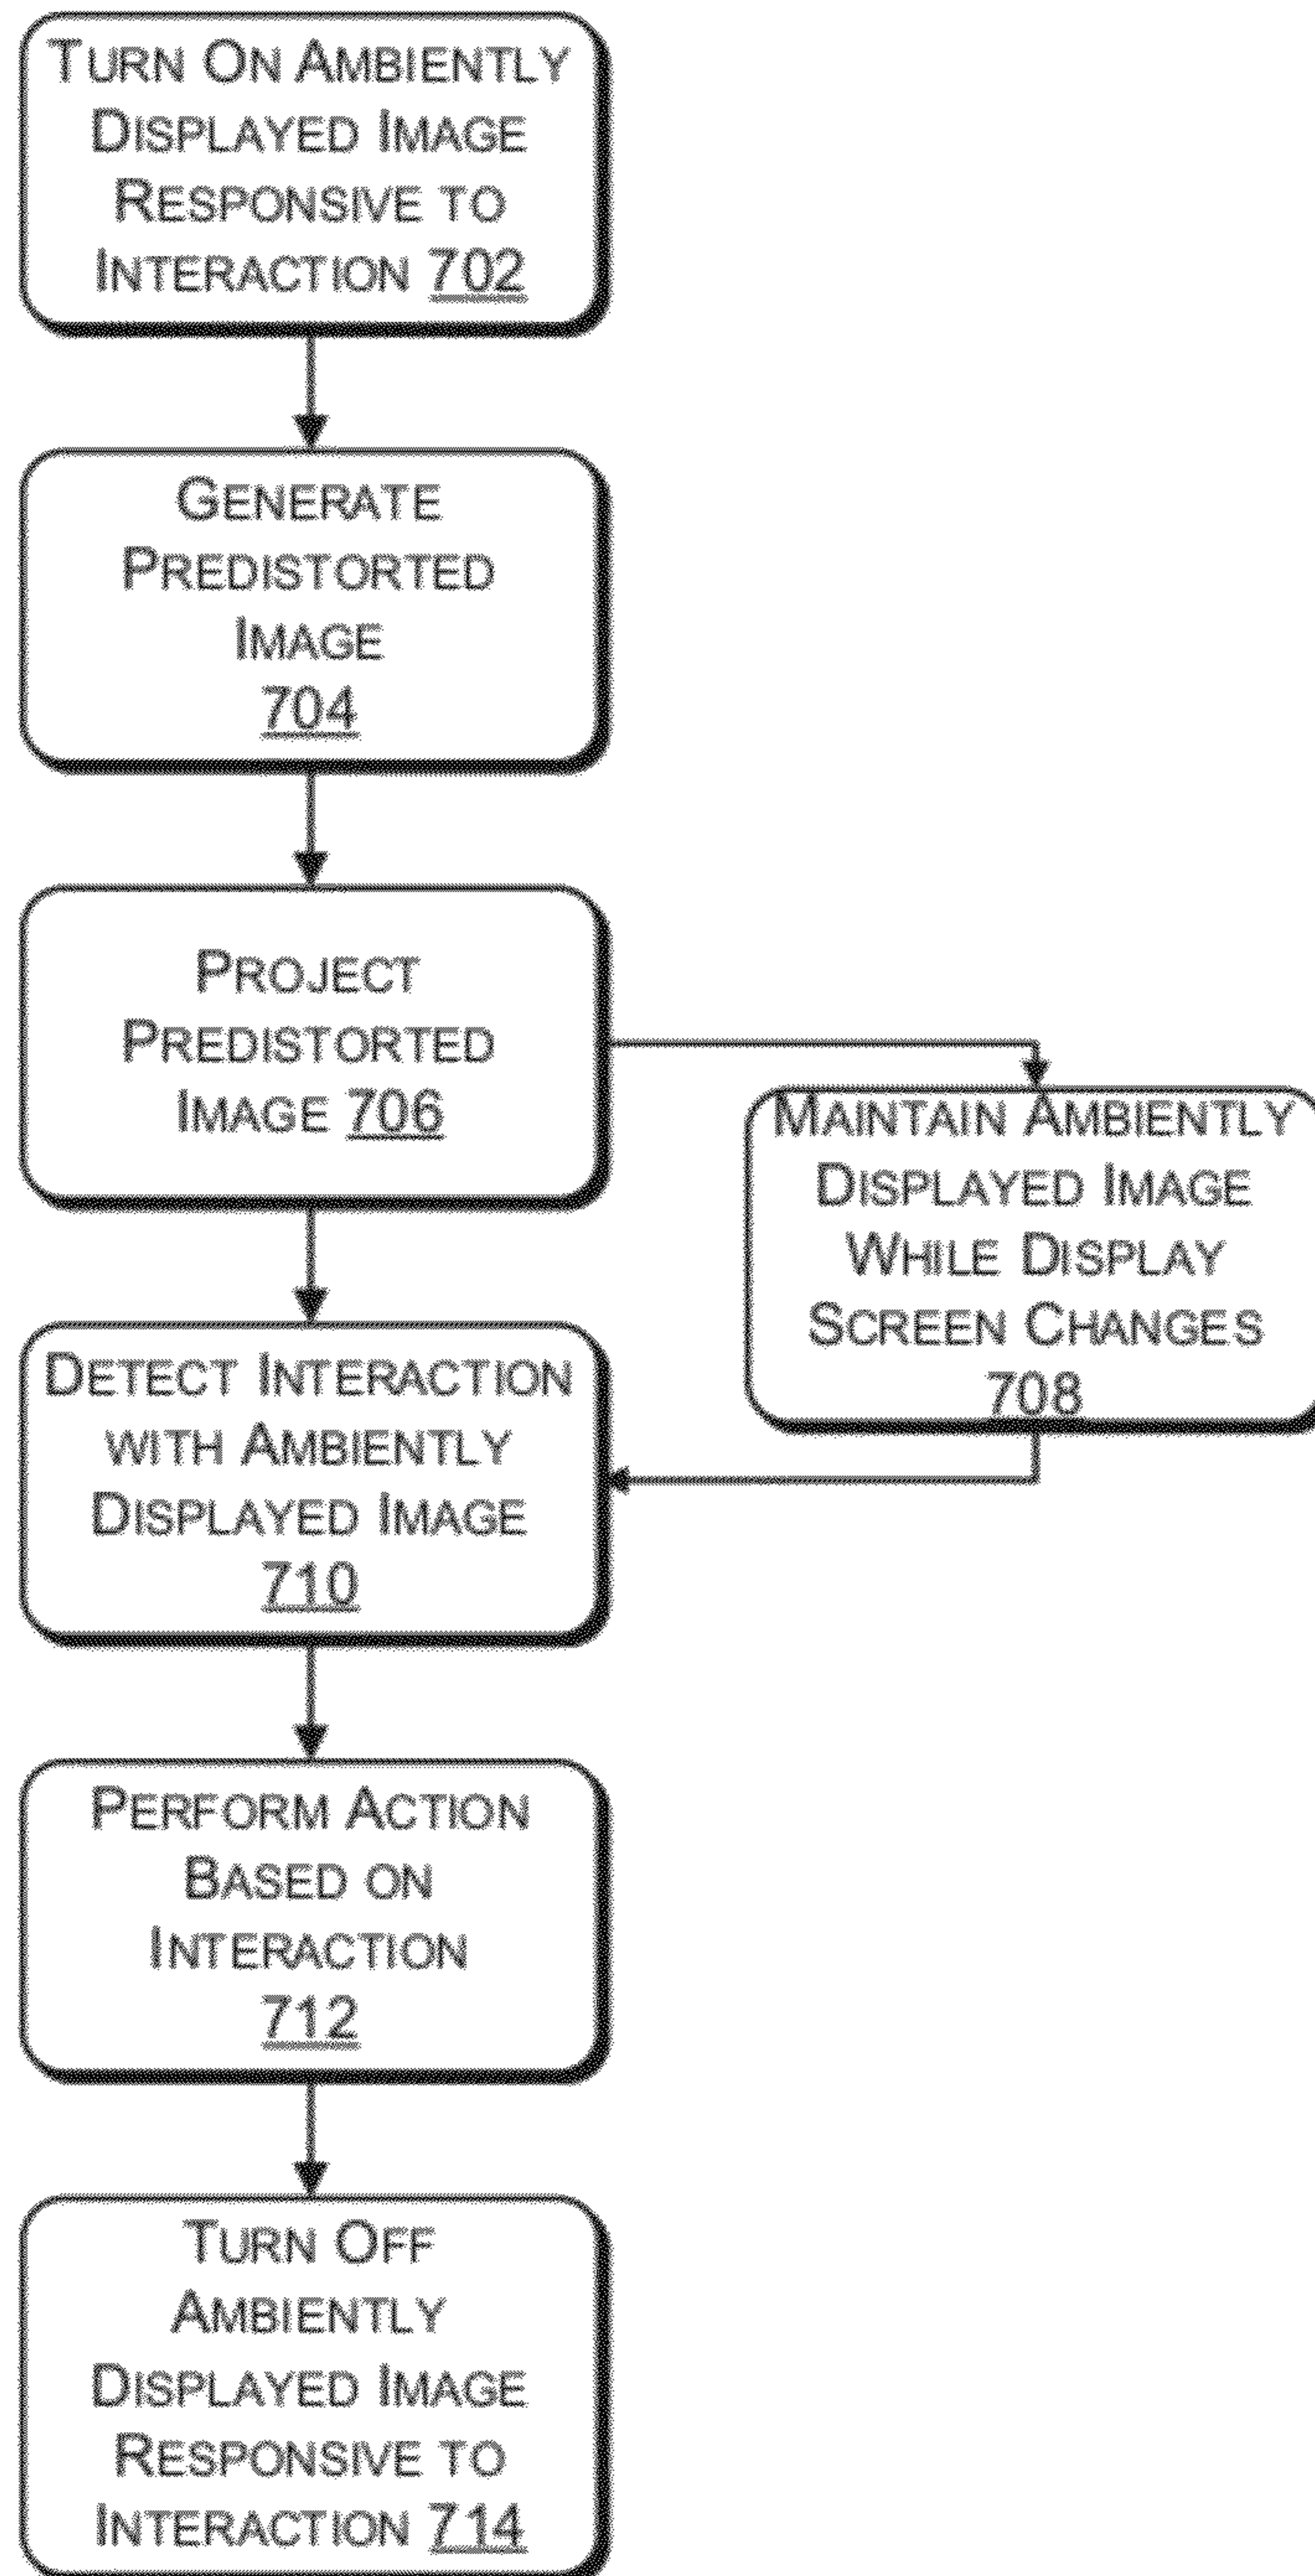 TURN ON AMBIENTLY
DISPLAYED IMAGE
RESPONSIVE TO
INTERACTION 702
GENERATE
PREDISTORTED
IMAGE
704
PROJECT
PREDISTORTED
IMAGE 706
MAINTAIN AMBIENTLY
DISPLAYED IMAGE
WHILE DISPLAY
SCREEN CHANGES
708
DETECT INTERACTION
WITH AMBIENTLY
DISPLAYED IMAGE
710
PERFORM ACTION
BASED ON
INTERACTION
712
TURN OFF
AMBIENTLY
DISPLAYED IMAGE
RESPONSIVE TO
INTERACTION 714